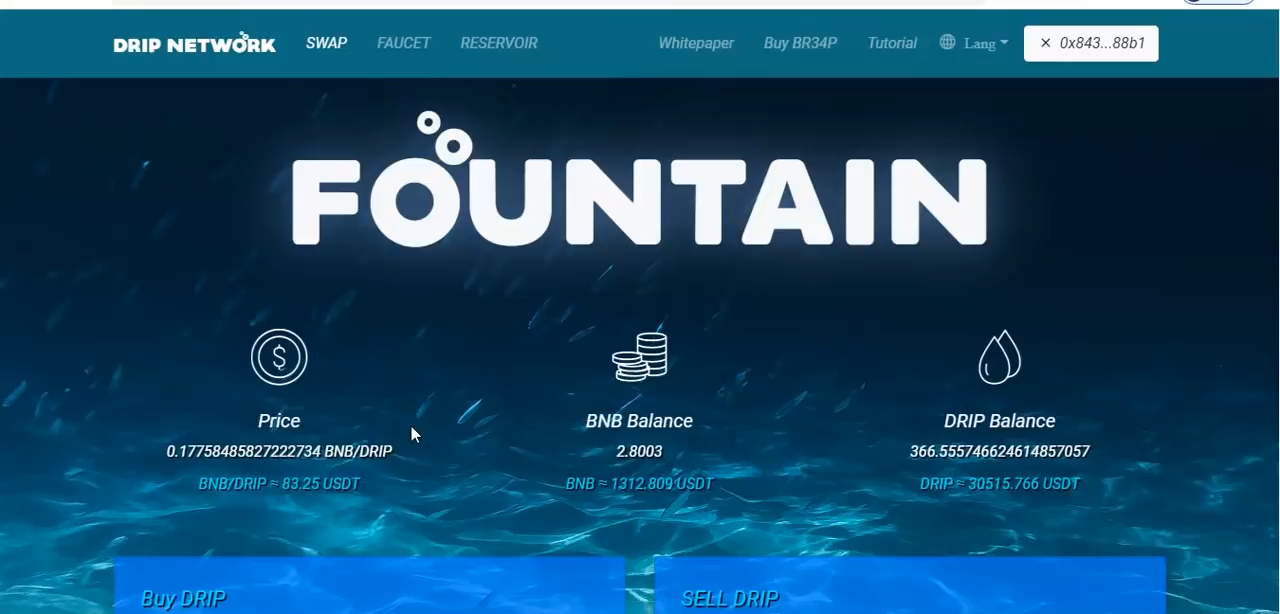 DRIP NETWORK SWAP FAUCET RESERVOIR Whitepaper Buy BR34P Tutorial Lang × 0x843...88b1
FOUNTAIN
Price BNB Balance DRIP Balance
0.17758485827222734 BNB/DRIP 2.8003 366.555746624614857057
BNB/DRIP ≈ 83.25 USDT BNB ≈ 1312.809 USDT DRIP ≈ 30515.766 USDT
Buy DRIP SELL DRIP